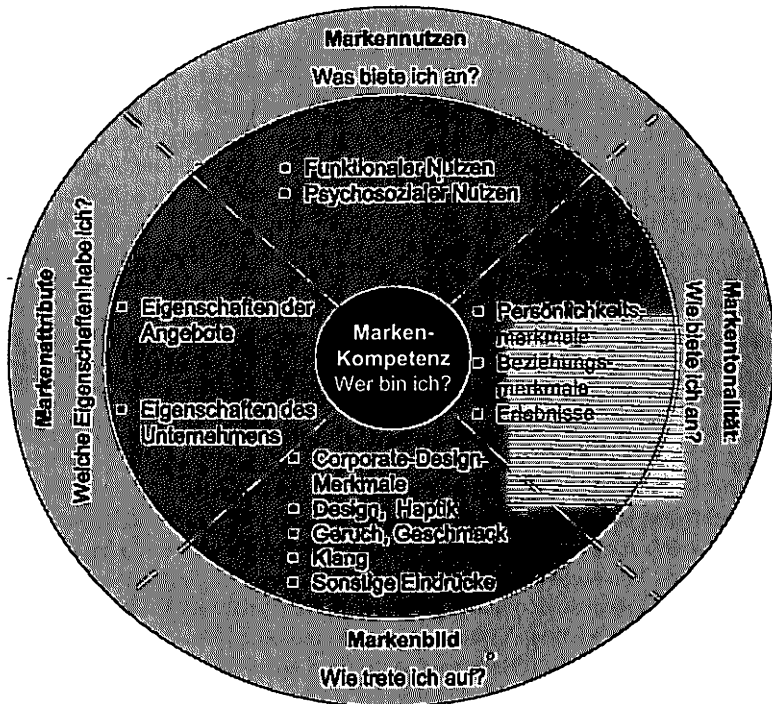 Markennutzen
Was biete ich an?
▫ Funktionaler Nutzen
▫ Psychosozialer Nutzen
Markenattribute
Welche Eigenschaften habe ich?
▫ Eigenschaften der
Angebote
▫ Eigenschaften des
Unternehmens
Marken-
Kompetenz
Wer bin ich?
▫ Persönlichkeits-
merkmale
▫ Beziehungs-
merkmale
▫ Erlebnisse
Markentonalität:
Wie biete ich an?
▫ Corporate-Design-
Merkmale
▫ Design, Haptik
▫ Geruch, Geschmack
▫ Klang
▫ Sonstige Eindrücke
Markenbild
Wie trete ich auf?